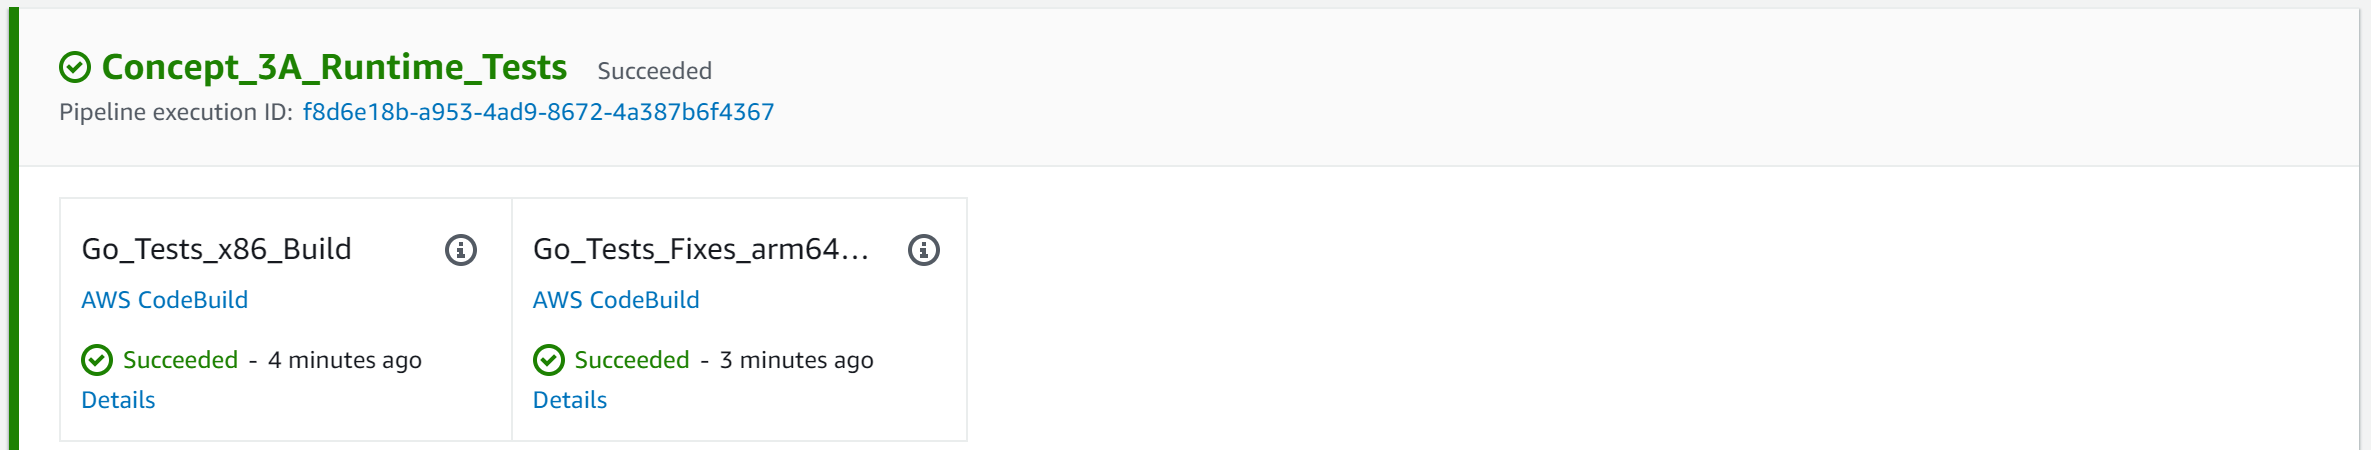 Concept_3A_Runtime_Tests Succeeded
Pipeline execution ID: f8d6e18b-a953-4ad9-8672-4a387b6f4367
Go_Tests_x86_Build
AWS CodeBuild
Succeeded - 4 minutes ago
Details
Go_Tests_Fixes_arm64...
AWS CodeBuild
Succeeded - 3 minutes ago
Details